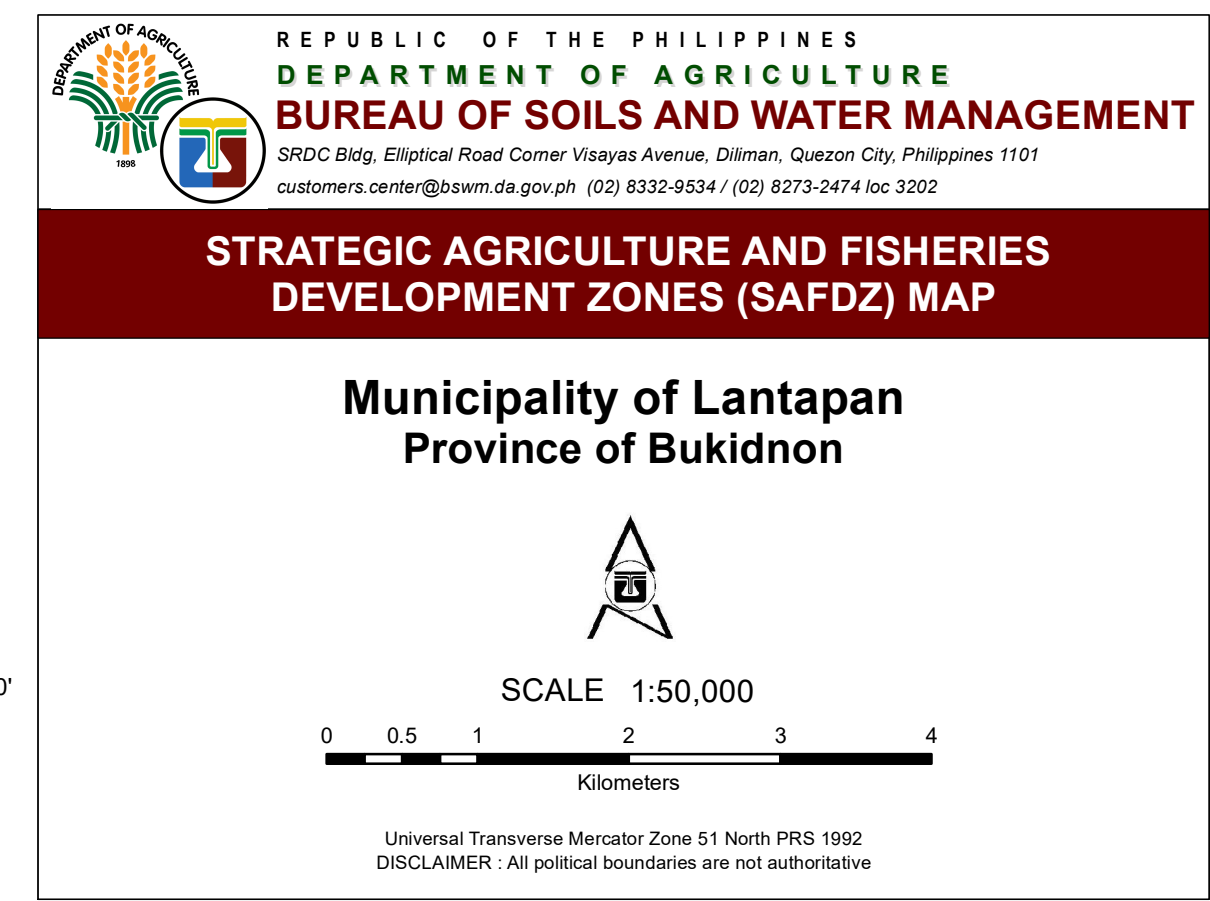 DEPARTMENT OF AGRICULTURE
1898
REPUBLIC OF THE PHILIPPINES
DEPARTMENT OF AGRICULTURE
BUREAU OF SOILS AND WATER MANAGEMENT
SRDC Bldg, Elliptical Road Corner Visayas Avenue, Diliman, Quezon City, Philippines 1101
customers.center@bswm.da.gov.ph (02) 8332-9534 / (02) 8273-2474 loc 3202
STRATEGIC AGRICULTURE AND FISHERIES
DEVELOPMENT ZONES (SAFDZ) MAP
Municipality of Lantapan
Province of Bukidnon
SCALE 1:50,000
0 0.5 1 2 3 4
Kilometers
Universal Transverse Mercator Zone 51 North PRS 1992
DISCLAIMER : All political boundaries are not authoritative